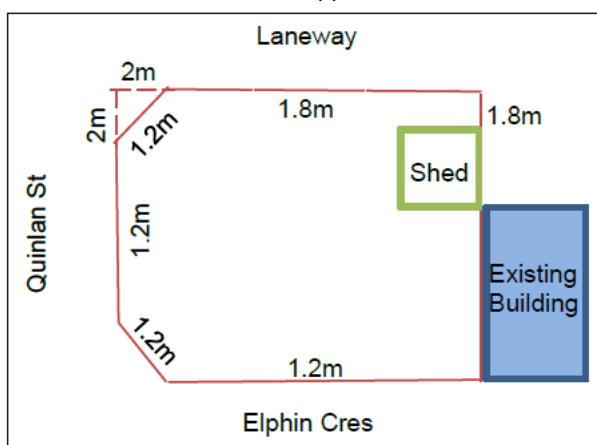 Laneway
2m
2m
1.2m
1.8m
1.8m
Shed
Quinlan St
1.2m
Existing
Building
1.2m
1.2m
Elphin Cres